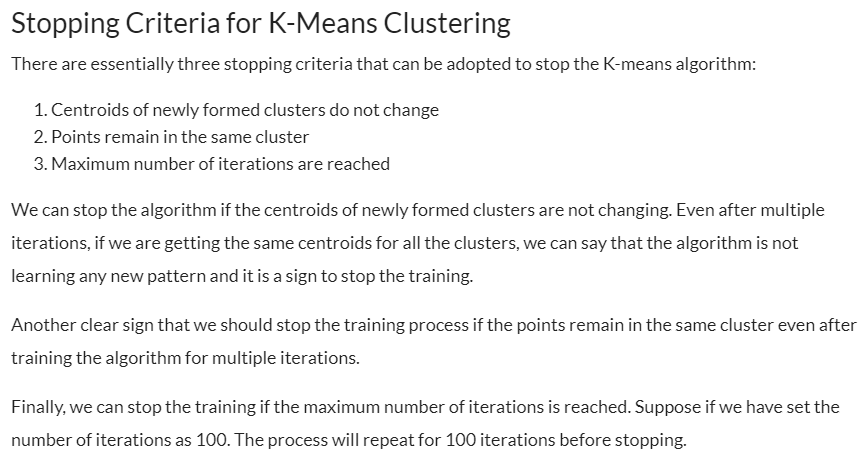 Stopping Criteria for K-Means Clustering
There are essentially three stopping criteria that can be adopted to stop the K-means algorithm:
1. Centroids of newly formed clusters do not change
2. Points remain in the same cluster
3. Maximum number of iterations are reached
We can stop the algorithm if the centroids of newly formed clusters are not changing. Even after multiple
iterations, if we are getting the same centroids for all the clusters, we can say that the algorithm is not
learning any new pattern and it is a sign to stop the training.
Another clear sign that we should stop the training process if the points remain in the same cluster even after
training the algorithm for multiple iterations.
Finally, we can stop the training if the maximum number of iterations is reached. Suppose if we have set the
number of iterations as 100. The process will repeat for 100 iterations before stopping.